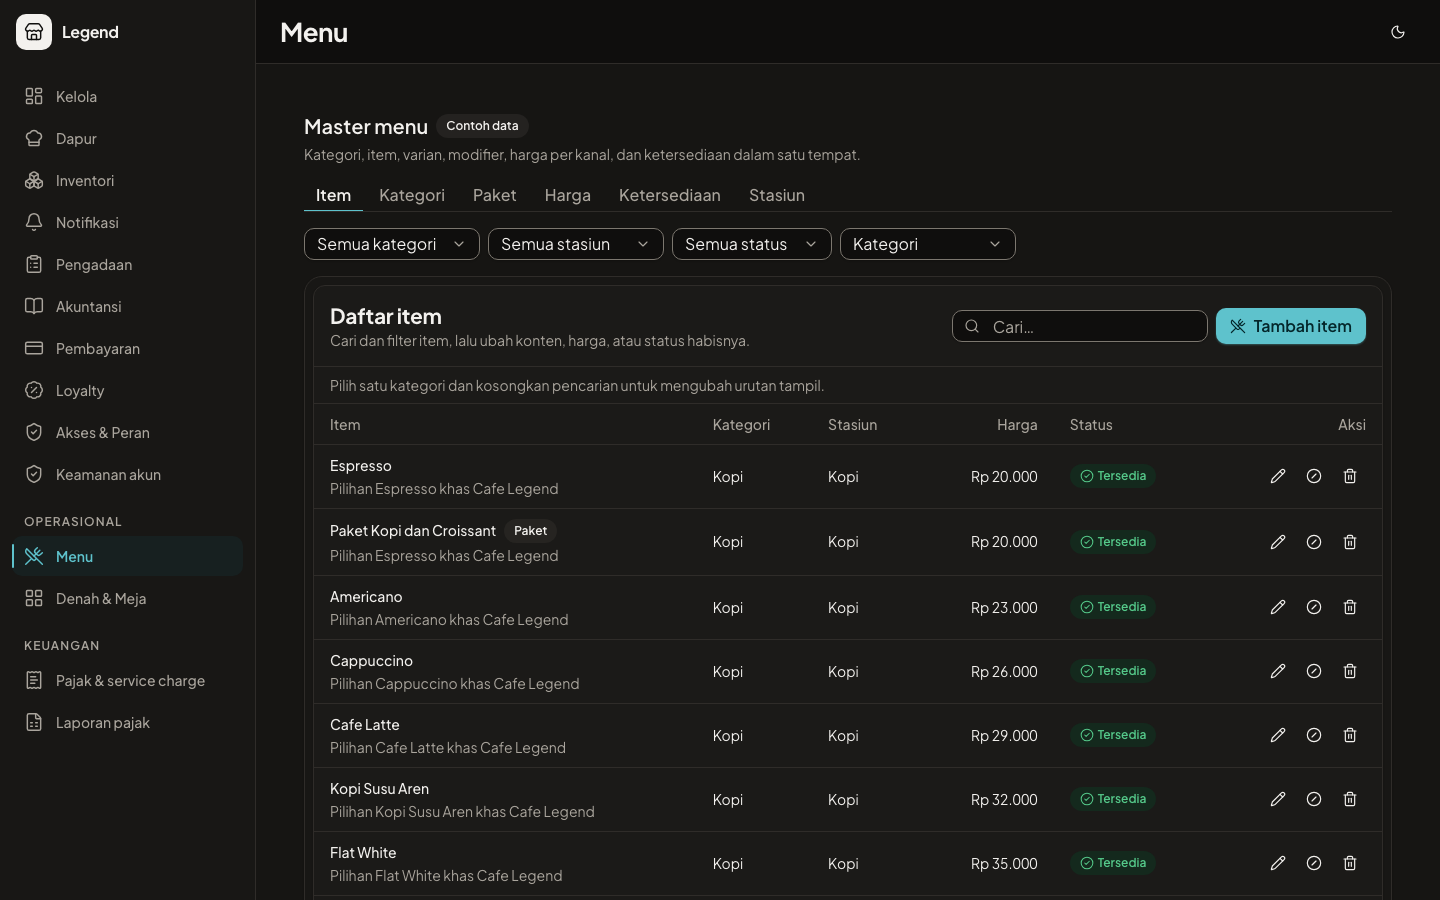 Legend
Menu
Kelola
Dapur
Inventori
Notifikasi
Pengadaan
Akuntansi
Pembayaran
Loyalty
Akses & Peran
Keamanan akun
OPERASIONAL
Menu
Denah & Meja
KEUANGAN
Pajak & service charge
Laporan pajak
Master menu Contoh data
Kategori, item, varian, modifier, harga per kanal, dan ketersediaan dalam satu tempat.
Item Kategori Paket Harga Ketersediaan Stasiun
Semua kategori Semua stasiun Semua status Kategori
Daftar item
Cari dan filter item, lalu ubah konten, harga, atau status habisnya.
Cari... Tambah item
Pilih satu kategori dan kosongkan pencarian untuk mengubah urutan tampil.
Item Kategori Stasiun Harga Status Aksi
Espresso
Pilihan Espresso khas Cafe Legend
Kopi Kopi Rp 20.000 Tersedia
Paket Kopi dan Croissant Paket
Pilihan Espresso khas Cafe Legend
Kopi Kopi Rp 20.000 Tersedia
Americano
Pilihan Americano khas Cafe Legend
Kopi Kopi Rp 23.000 Tersedia
Cappuccino
Pilihan Cappuccino khas Cafe Legend
Kopi Kopi Rp 26.000 Tersedia
Cafe Latte
Pilihan Cafe Latte khas Cafe Legend
Kopi Kopi Rp 29.000 Tersedia
Kopi Susu Aren
Pilihan Kopi Susu Aren khas Cafe Legend
Kopi Kopi Rp 32.000 Tersedia
Flat White
Pilihan Flat White khas Cafe Legend
Kopi Kopi Rp 35.000 Tersedia